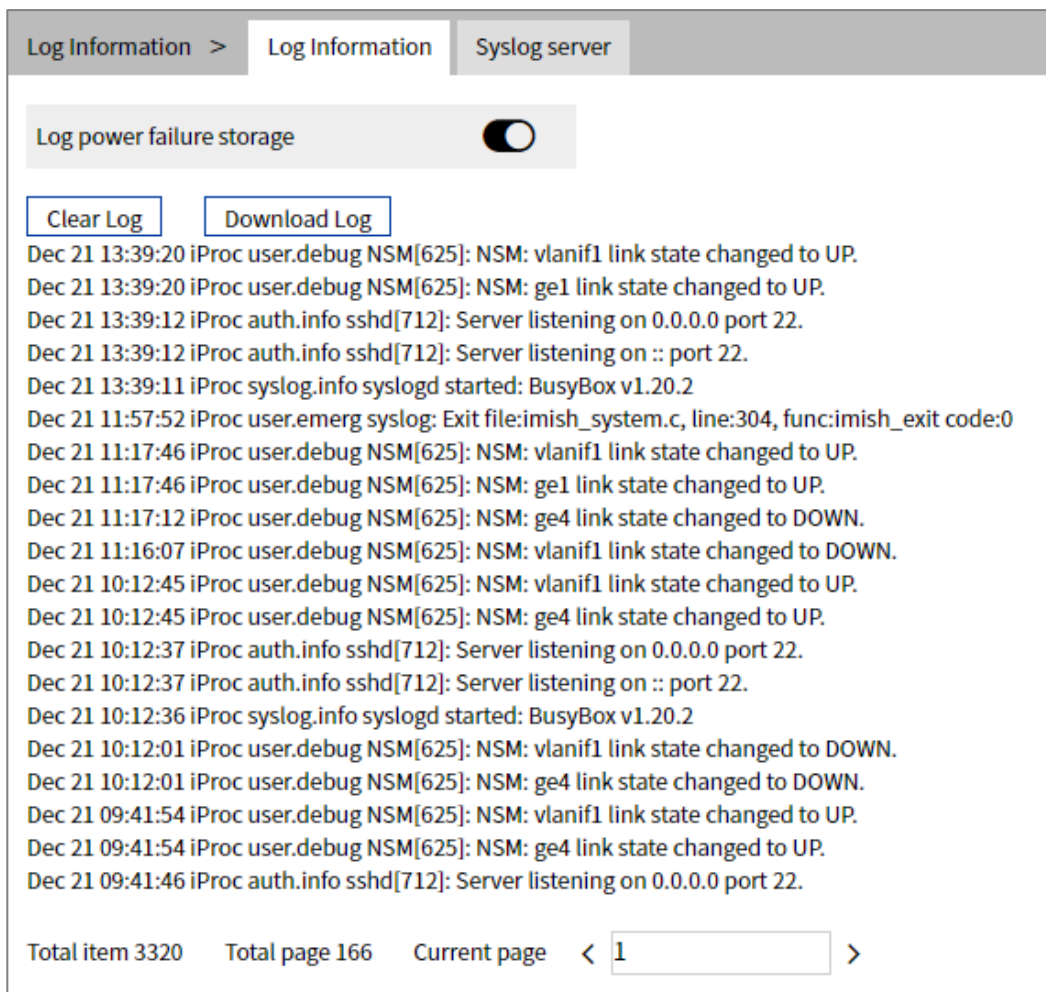 Log Information > Log Information Syslog server
Log power failure storage
Clear Log Download Log
Dec 21 13:39:20 iProc user.debug NSM[625]: NSM: vlanif1 link state changed to UP.
Dec 21 13:39:20 iProc user.debug NSM[625]: NSM: ge1 link state changed to UP.
Dec 21 13:39:12 iProc auth.info sshd[712]: Server listening on 0.0.0.0 port 22.
Dec 21 13:39:12 iProc auth.info sshd[712]: Server listening on :: port 22.
Dec 21 13:39:11 iProc syslog.info syslogd started: BusyBox v1.20.2
Dec 21 11:57:52 iProc user.emerg syslog: Exit file:imish_system.c, line:304, func:imish_exit code:0
Dec 21 11:17:46 iProc user.debug NSM[625]: NSM: vlanif1 link state changed to UP.
Dec 21 11:17:46 iProc user.debug NSM[625]: NSM: ge1 link state changed to UP.
Dec 21 11:17:12 iProc user.debug NSM[625]: NSM: ge4 link state changed to DOWN.
Dec 21 11:16:07 iProc user.debug NSM[625]: NSM: vlanif1 link state changed to DOWN.
Dec 21 10:12:45 iProc user.debug NSM[625]: NSM: vlanif1 link state changed to UP.
Dec 21 10:12:45 iProc user.debug NSM[625]: NSM: ge4 link state changed to UP.
Dec 21 10:12:37 iProc auth.info sshd[712]: Server listening on 0.0.0.0 port 22.
Dec 21 10:12:37 iProc auth.info sshd[712]: Server listening on :: port 22.
Dec 21 10:12:36 iProc syslog.info syslogd started: BusyBox v1.20.2
Dec 21 10:12:01 iProc user.debug NSM[625]: NSM: vlanif1 link state changed to DOWN.
Dec 21 10:12:01 iProc user.debug NSM[625]: NSM: ge4 link state changed to DOWN.
Dec 21 09:41:54 iProc user.debug NSM[625]: NSM: vlanif1 link state changed to UP.
Dec 21 09:41:54 iProc user.debug NSM[625]: NSM: ge4 link state changed to UP.
Dec 21 09:41:46 iProc auth.info sshd[712]: Server listening on 0.0.0.0 port 22.
Total item 3320 Total page 166 Current page < 1 >